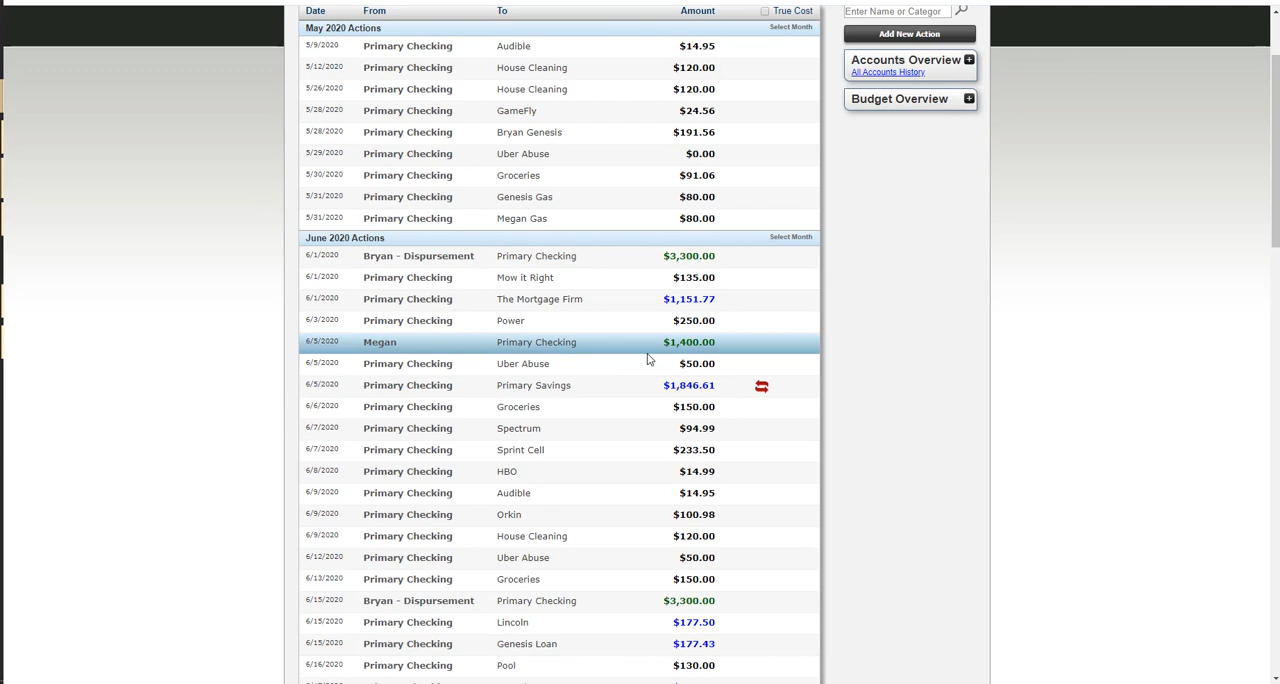 Date From To Amount True Cost
May 2020 Actions Select Month
5/9/2020 Primary Checking Audible $14.95
5/12/2020 Primary Checking House Cleaning $120.00
5/26/2020 Primary Checking House Cleaning $120.00
5/28/2020 Primary Checking GameFly $24.56
5/28/2020 Primary Checking Bryan Genesis $191.56
5/29/2020 Primary Checking Uber Abuse $0.00
5/30/2020 Primary Checking Groceries $91.06
5/31/2020 Primary Checking Genesis Gas $80.00
5/31/2020 Primary Checking Megan Gas $80.00
June 2020 Actions Select Month
6/1/2020 Bryan - Dispursement Primary Checking $3,300.00
6/1/2020 Primary Checking Mow it Right $135.00
6/1/2020 Primary Checking The Mortgage Firm $1,151.77
6/3/2020 Primary Checking Power $250.00
6/5/2020 Megan Primary Checking $1,400.00
6/5/2020 Primary Checking Uber Abuse $50.00
6/5/2020 Primary Checking Primary Savings $1,846.61
6/6/2020 Primary Checking Groceries $150.00
6/7/2020 Primary Checking Spectrum $94.99
6/7/2020 Primary Checking Sprint Cell $233.50
6/8/2020 Primary Checking HBO $14.99
6/9/2020 Primary Checking Audible $14.95
6/9/2020 Primary Checking Orkin $100.98
6/9/2020 Primary Checking House Cleaning $120.00
6/12/2020 Primary Checking Uber Abuse $50.00
6/13/2020 Primary Checking Groceries $150.00
6/15/2020 Bryan - Dispursement Primary Checking $3,300.00
6/15/2020 Primary Checking Lincoln $177.50
6/15/2020 Primary Checking Genesis Loan $177.43
6/16/2020 Primary Checking Pool $130.00
Enter Name or Categor
Add New Action
Accounts Overview
All Accounts History
Budget Overview